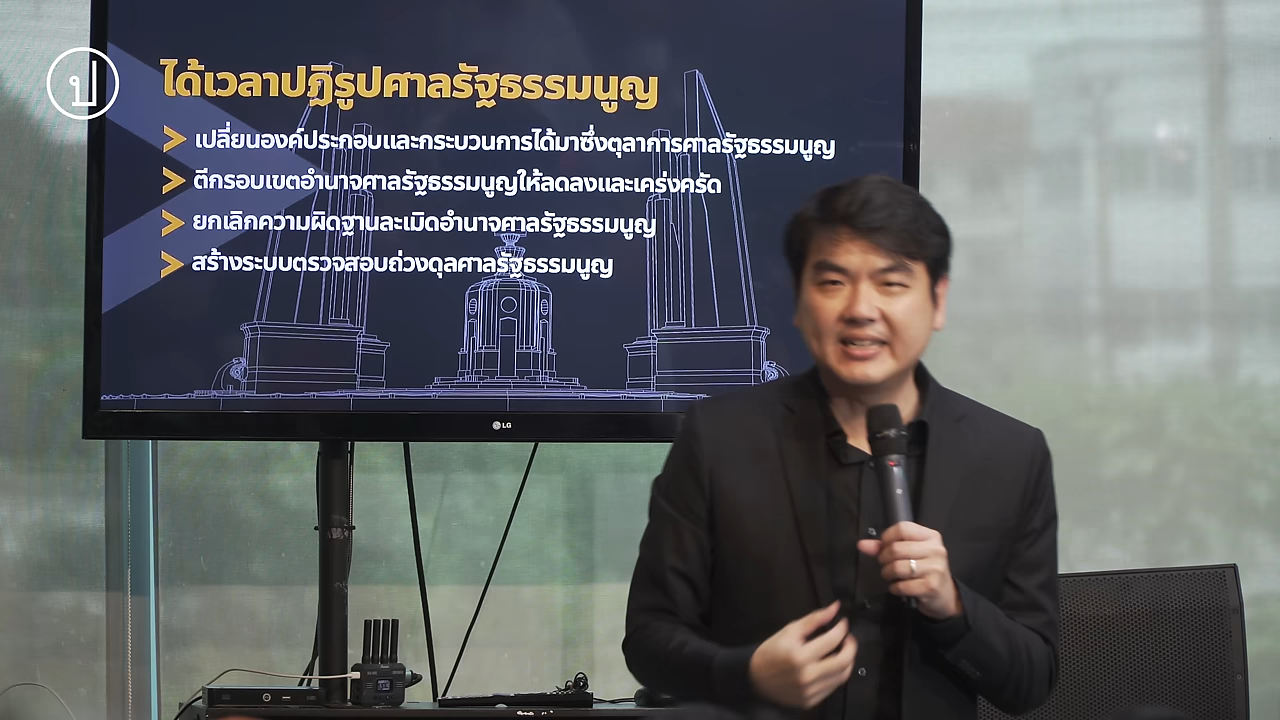 ป
ได้เวลาปฏิรูปศาลรัฐธรรมนูญ
เปลี่ยนองค์ประกอบและกระบวนการได้มาซึ่งตุลาการศาลรัฐธรรมนูญ
ตีกรอบเขตอำนาจศาลรัฐธรรมนูญให้ลดลงและเคร่งครัด
ยกเลิกความผิดฐานละเมิดอำนาจศาลรัฐธรรมนูญ
สร้างระบบตรวจสอบถ่วงดุลศาลรัฐธรรมนูญ
LG